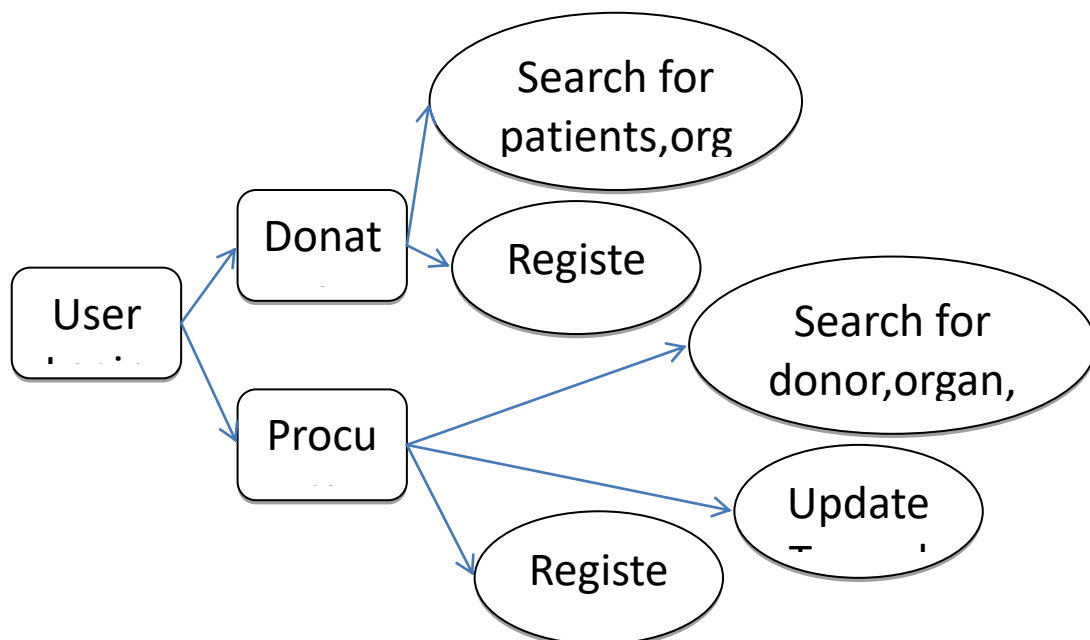 Search for
patients,org
Donat
Registe
User
Search for
donor,organ,
Procu
Update
Registe